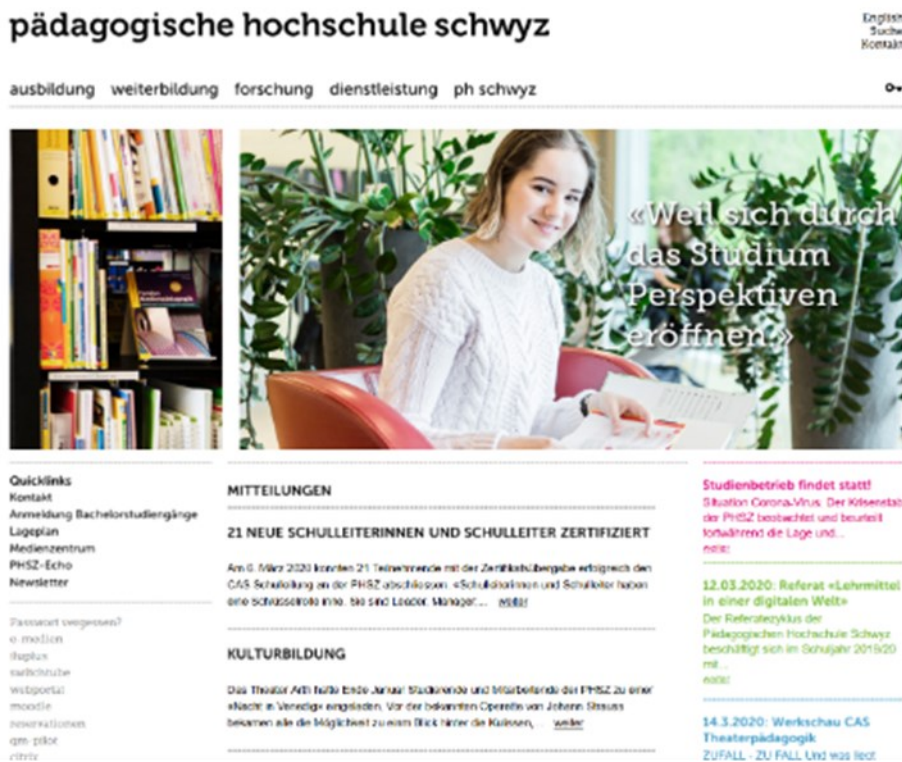 pädagogische hochschule schwyz
English
Suche
Kontakt
ausbildung weiterbildung forschung dienstleistung ph schwyz
«Weil sich durch
das Studium
Perspektiven
eröffnen.»
Quicklinks
Kontakt
Anmeldung Bachelorstudiengänge
Lageplan
Medienzentrum
PHSZ-Echo
Newsletter
Passwort vergessen?
e-medien
duplus
switchtube
webportal
moodle
reservationen
qm-pilot
citrix
MITTEILUNGEN
21 NEUE SCHULLEITERINNEN UND SCHULLEITER ZERTIFIZIERT
Am 6. März 2020 konnten 21 Teilnehmende mit der Zertifikatsübergabe erfolgreich den
CAS Schulleitung an der PHSZ abschliessen. «Schulleiterinnen und Schulleiter haben
eine Schlüsselrolle inne. Sie sind Leader, Manager,... weiter
KULTURBILDUNG
Das Theater Arth hatte Ende Januar Studierende und Mitarbeitende der PHSZ zu einer
«Nacht in Venedig» eingeladen. Vor der bekannten Operette von Johann Strauss
bekamen alle die Möglichkeit zu einem Blick hinter die Kulissen,... weiter
Studienbetrieb findet statt!
Situation Corona-Virus: Der Krisenstab
der PHSZ beobachtet und beurteilt
fortwährend die Lage und...
mehr
12.03.2020: Referat «Lehrmittel
in einer digitalen Welt»
Der Referatezyklus der
Pädagogischen Hochschule Schwyz
beschäftigt sich im Schuljahr 2019/20
mit...
mehr
14.3.2020: Werkschau CAS
Theaterpädagogik
ZUFALL - ZU FALL Und was liegt